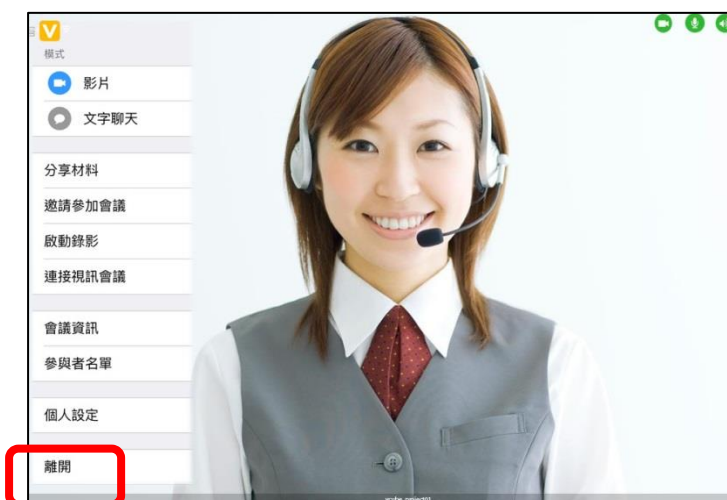 V
模式
影片
文字聊天
分享材料
邀請參加會議
啟動錄影
連接視訊會議
會議資訊
參與者名單
個人設定
離開